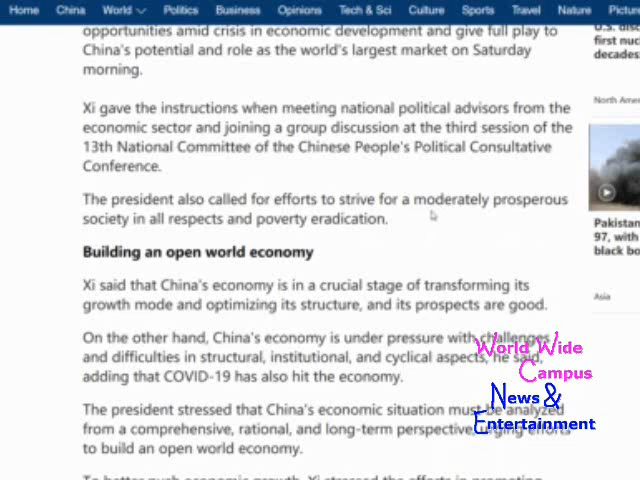 Home China World Politics Business Opinions Tech & Sci Culture Sports Travel Nature Picture
opportunities amid crisis in economic development and give full play to
China's potential and role as the world's largest market on Saturday
morning.
Xi gave the instructions when meeting national political advisors from the
economic sector and joining a group discussion at the third session of the
13th National Committee of the Chinese People's Political Consultative
Conference.
The president also called for efforts to strive for a moderately prosperous
society in all respects and poverty eradication.
Building an open world economy
Xi said that China's economy is in a crucial stage of transforming its
growth mode and optimizing its structure, and its prospects are good.
On the other hand, China's economy is under pressure with challenges
and difficulties in structural, institutional, and cyclical aspects, he said,
adding that COVID-19 has also hit the economy.
The president stressed that China's economic situation must be analyzed
from a comprehensive, rational, and long-term perspective, urging efforts
to build an open world economy.
To better push economic growth, Xi stressed the efforts in promoting
U.S. disc
first nuc
decades:
North Amer
Pakistan
97, with
black bo
Asia
World Wide
Campus
News &
Entertainment